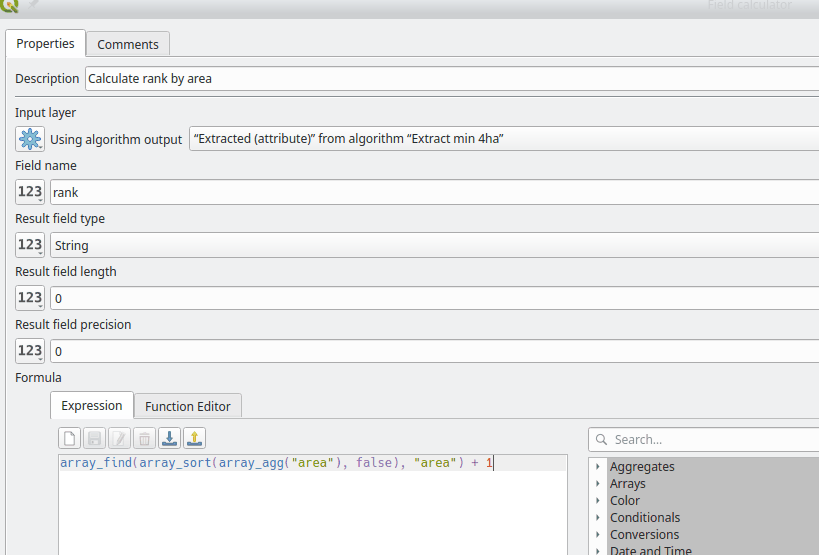 Field calculator
Properties Comments
Description Calculate rank by area
Input layer
Using algorithm output “Extracted (attribute)” from algorithm “Extract min 4ha”
Field name
123 rank
Result field type
123 String
Result field length
123 0
Result field precision
123 0
Formula
Expression Function Editor
Search...
array_find(array_sort(array_agg("area"), false), "area") + 1
Aggregates
Arrays
Color
Conditionals
Conversions
Date and Time